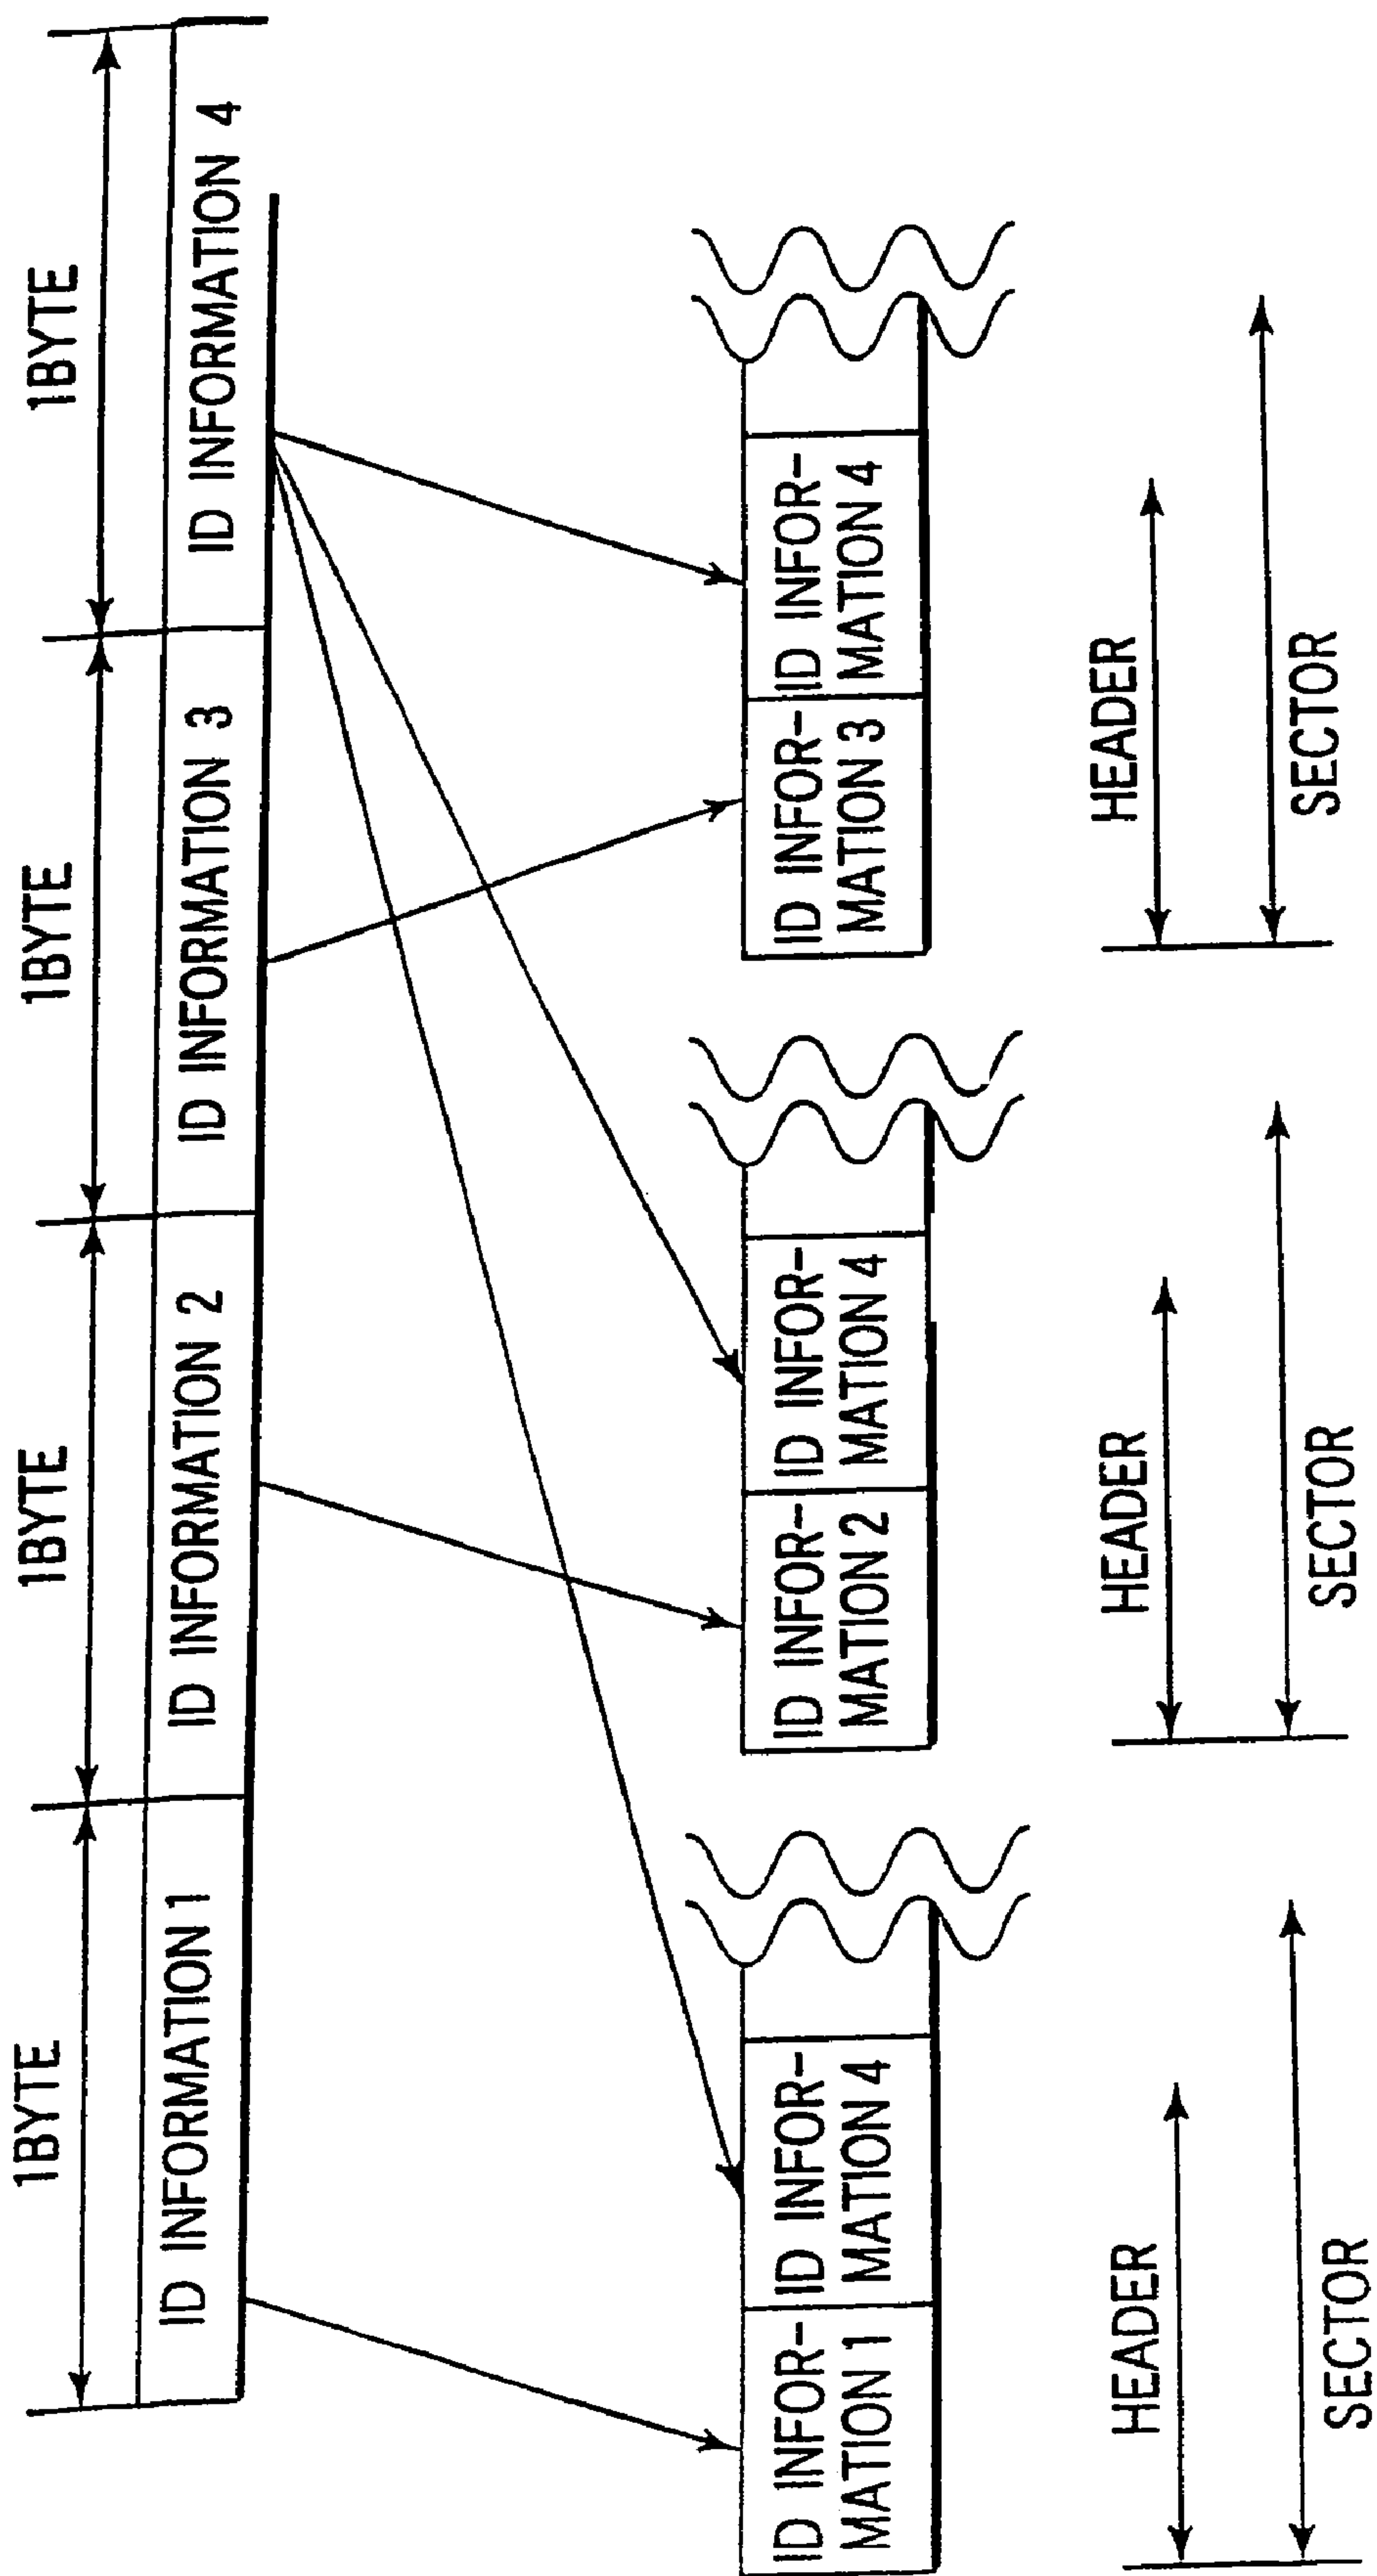 1BYTE
1BYTE
1BYTE
1BYTE
ID INFORMATION 1
ID INFORMATION 2
ID INFORMATION 3
ID INFORMATION 4
ID INFOR-
MATION 1
ID INFOR-
MATION 4
ID INFOR-
MATION 2
ID INFOR-
MATION 4
ID INFOR-
MATION 3
ID INFOR-
MATION 4
HEADER
HEADER
HEADER
SECTOR
SECTOR
SECTOR